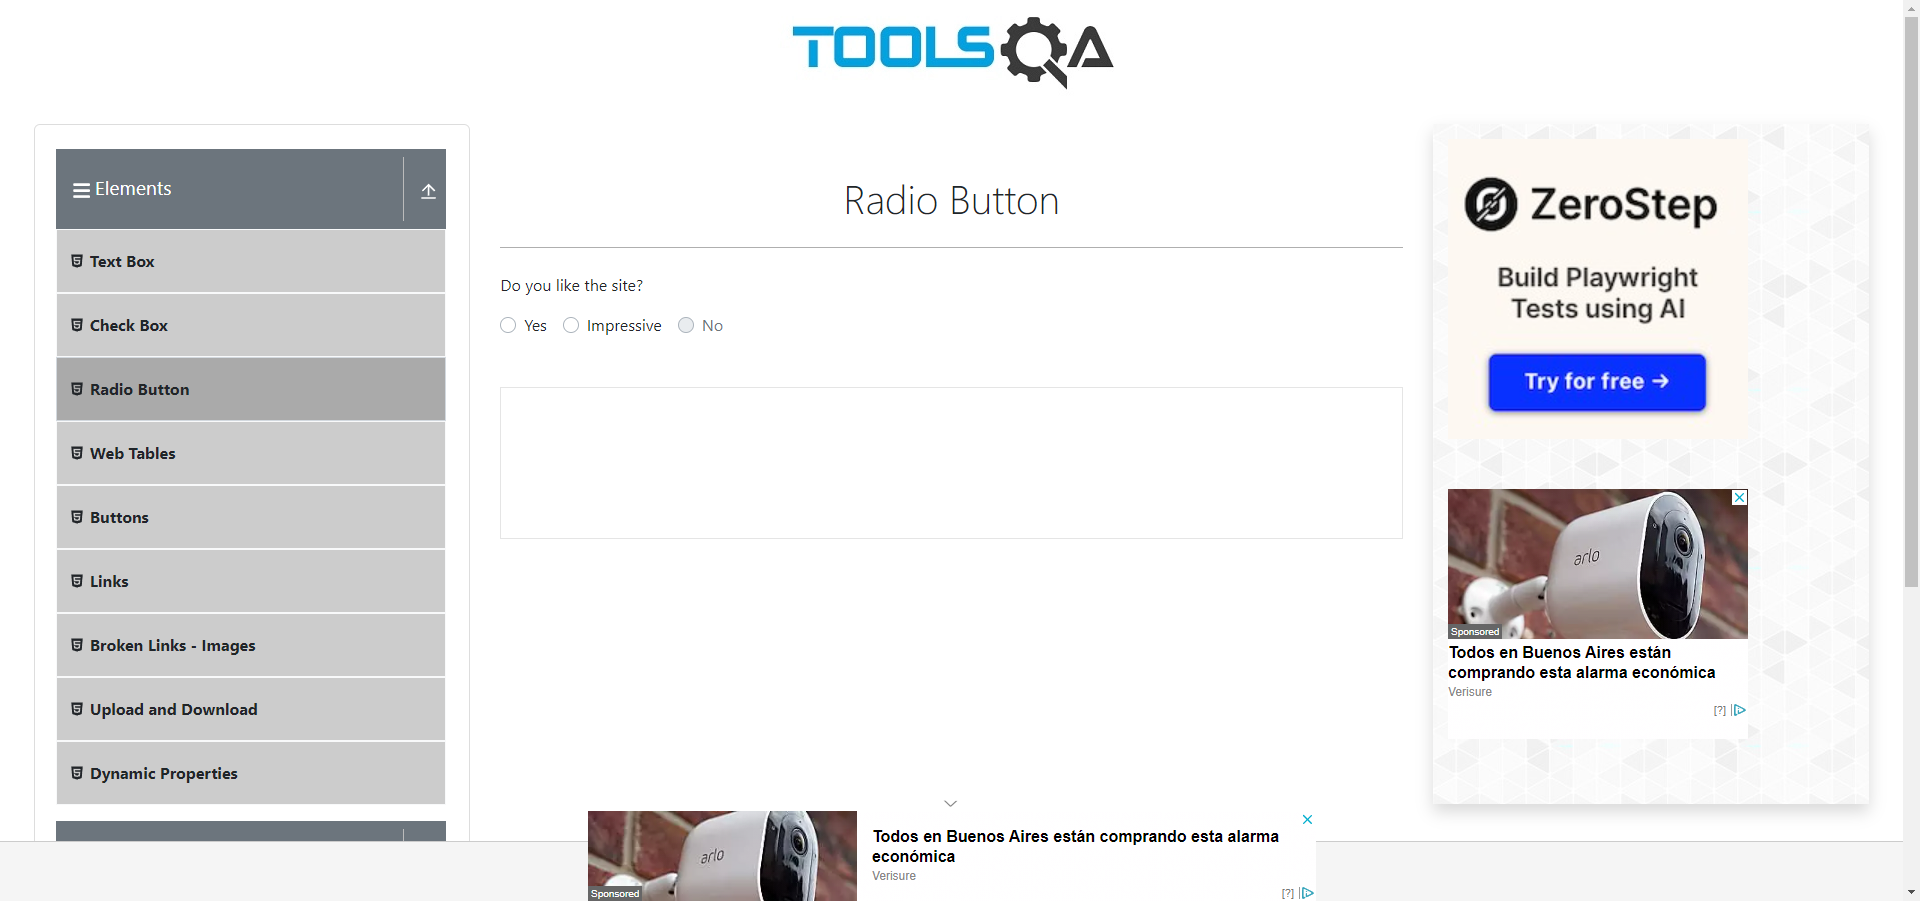 TOOLSQA
Elements
Text Box
Check Box
Radio Button
Web Tables
Buttons
Links
Broken Links - Images
Upload and Download
Dynamic Properties
Radio Button
Do you like the site?
Yes
Impressive
No
ZeroStep
Build Playwright
Tests using AI
Try for free →
arlo
Sponsored
Todos en Buenos Aires están
comprando esta alarma económica
Verisure
[?]
arlo
Sponsored
Todos en Buenos Aires están comprando esta alarma
económica
Verisure
[?]